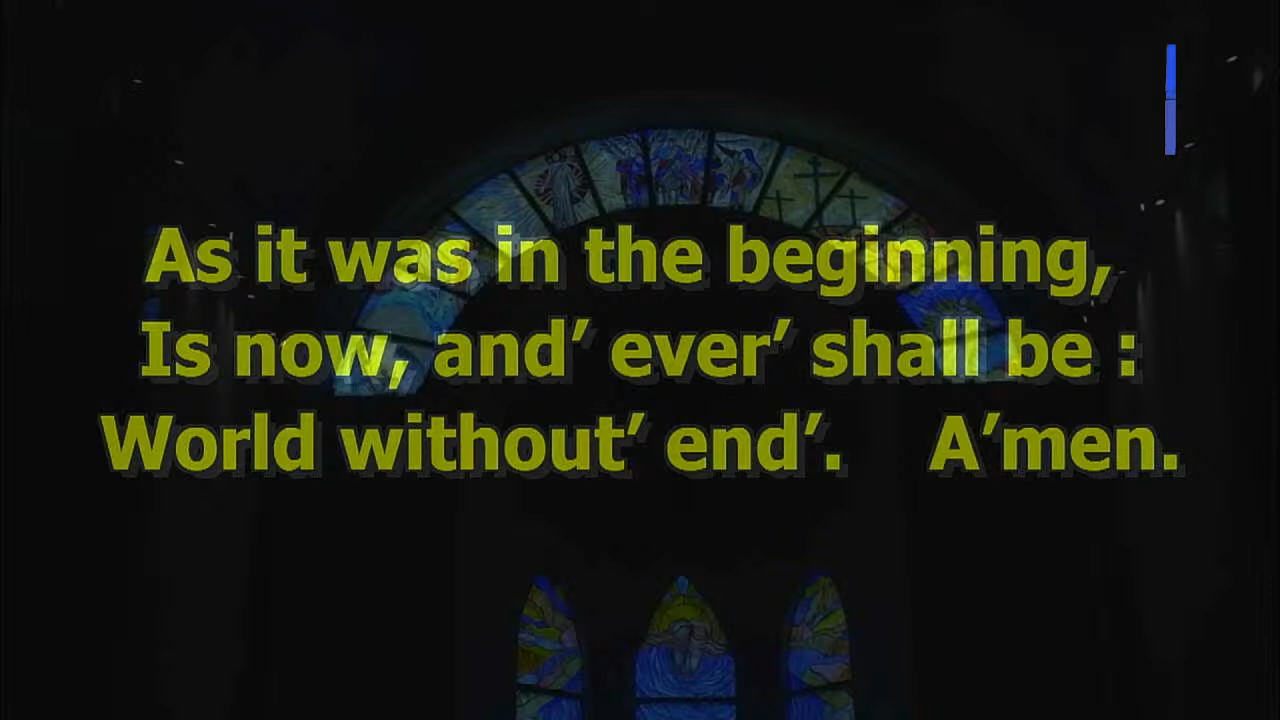 As it was in the beginning,
Is now, and’ ever’ shall be :
World without’ end’. A’men.